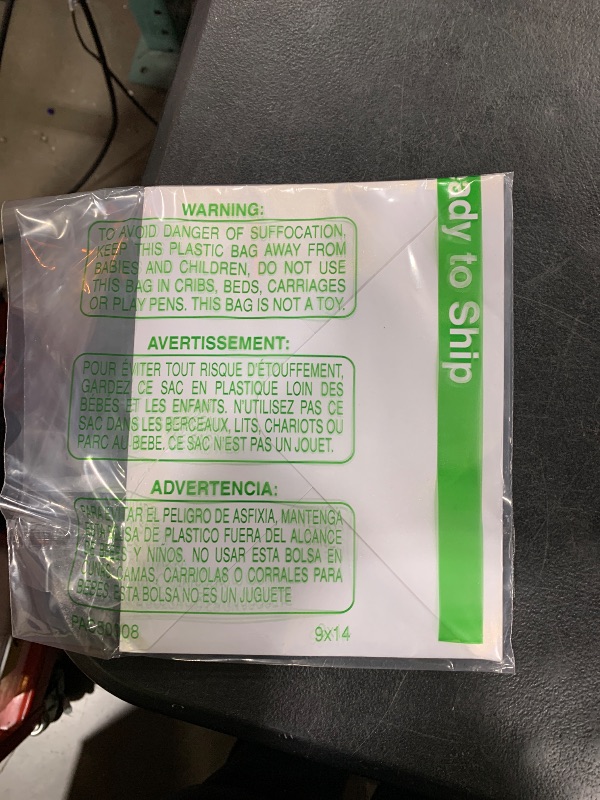 WARNING:
TO AVOID DANGER OF SUFFOCATION,
KEEP THIS PLASTIC BAG AWAY FROM
BABIES AND CHILDREN, DO NOT USE
THIS BAG IN CRIBS, BEDS, CARRIAGES
OR PLAY PENS. THIS BAG IS NOT A TOY.
AVERTISSEMENT:
POUR ÉVITER TOUT RISQUE D'ÉTOUFFEMENT,
GARDEZ CE SAC EN PLASTIQUE LOIN DES
BEBES ET LES ENFANTS. N'UTILISEZ PAS CE
SAC DANS LES BERCEAUX, LITS, CHARIOTS OU
PARC AU BEBE. CE SAC N'EST PAS UN JOUET.
ADVERTENCIA:
EL PELIGRO DE ASFIXIA, MANTENGA
DE PLASTICO FUERA DEL ALCANCE
Y NIÑOS. NO USAR ESTA BOLSA EN
CAMAS, CARRIOLAS O CORRALES PARA
BEBES. ESTA BOLSA NO ES UN JUGUETE
9x14
ady to Ship